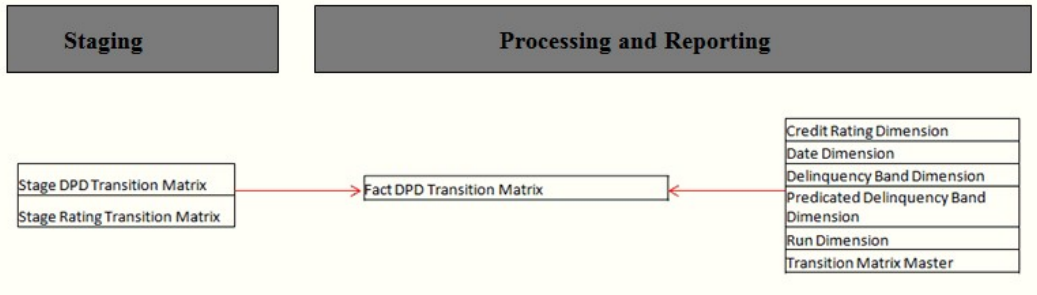 Staging
Processing and Reporting
Stage DPD Transition Matrix
Stage Rating Transition Matrix
Fact DPD Transition Matrix
Credit Rating Dimension
Date Dimension
Delinquency Band Dimension
Predicated Delinquency Band
Dimension
Run Dimension
Transition Matrix Master